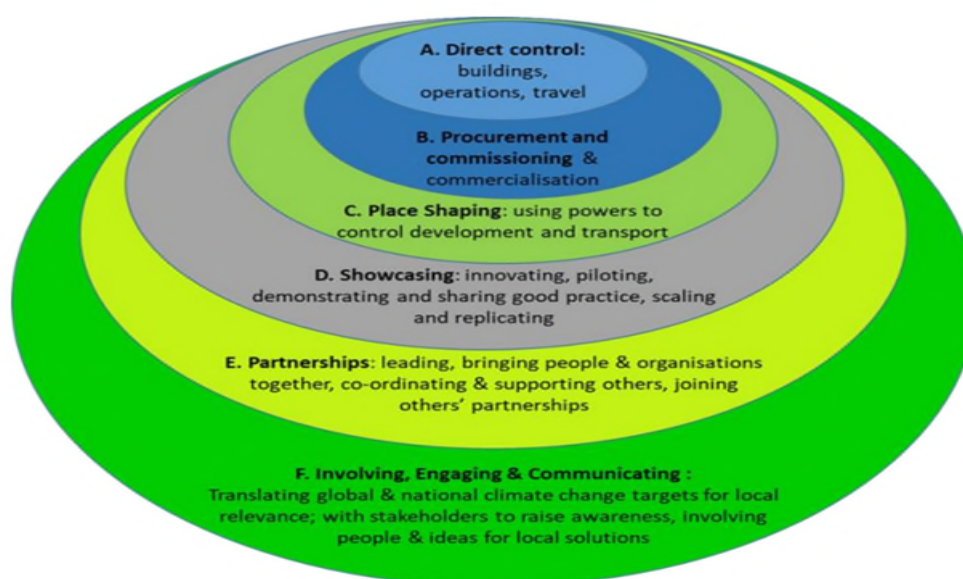 A. Direct control:
buildings,
operations, travel
B. Procurement and
commissioning &
commercialisation
C. Place Shaping: using powers to
control development and transport
D. Showcasing: innovating, piloting,
demonstrating and sharing good practice, scaling
and replicating
E. Partnerships: leading, bringing people & organisations
together, co-ordinating & supporting others, joining
others’ partnerships
F. Involving, Engaging & Communicating :
Translating global & national climate change targets for local
relevance; with stakeholders to raise awareness, involving
people & ideas for local solutions